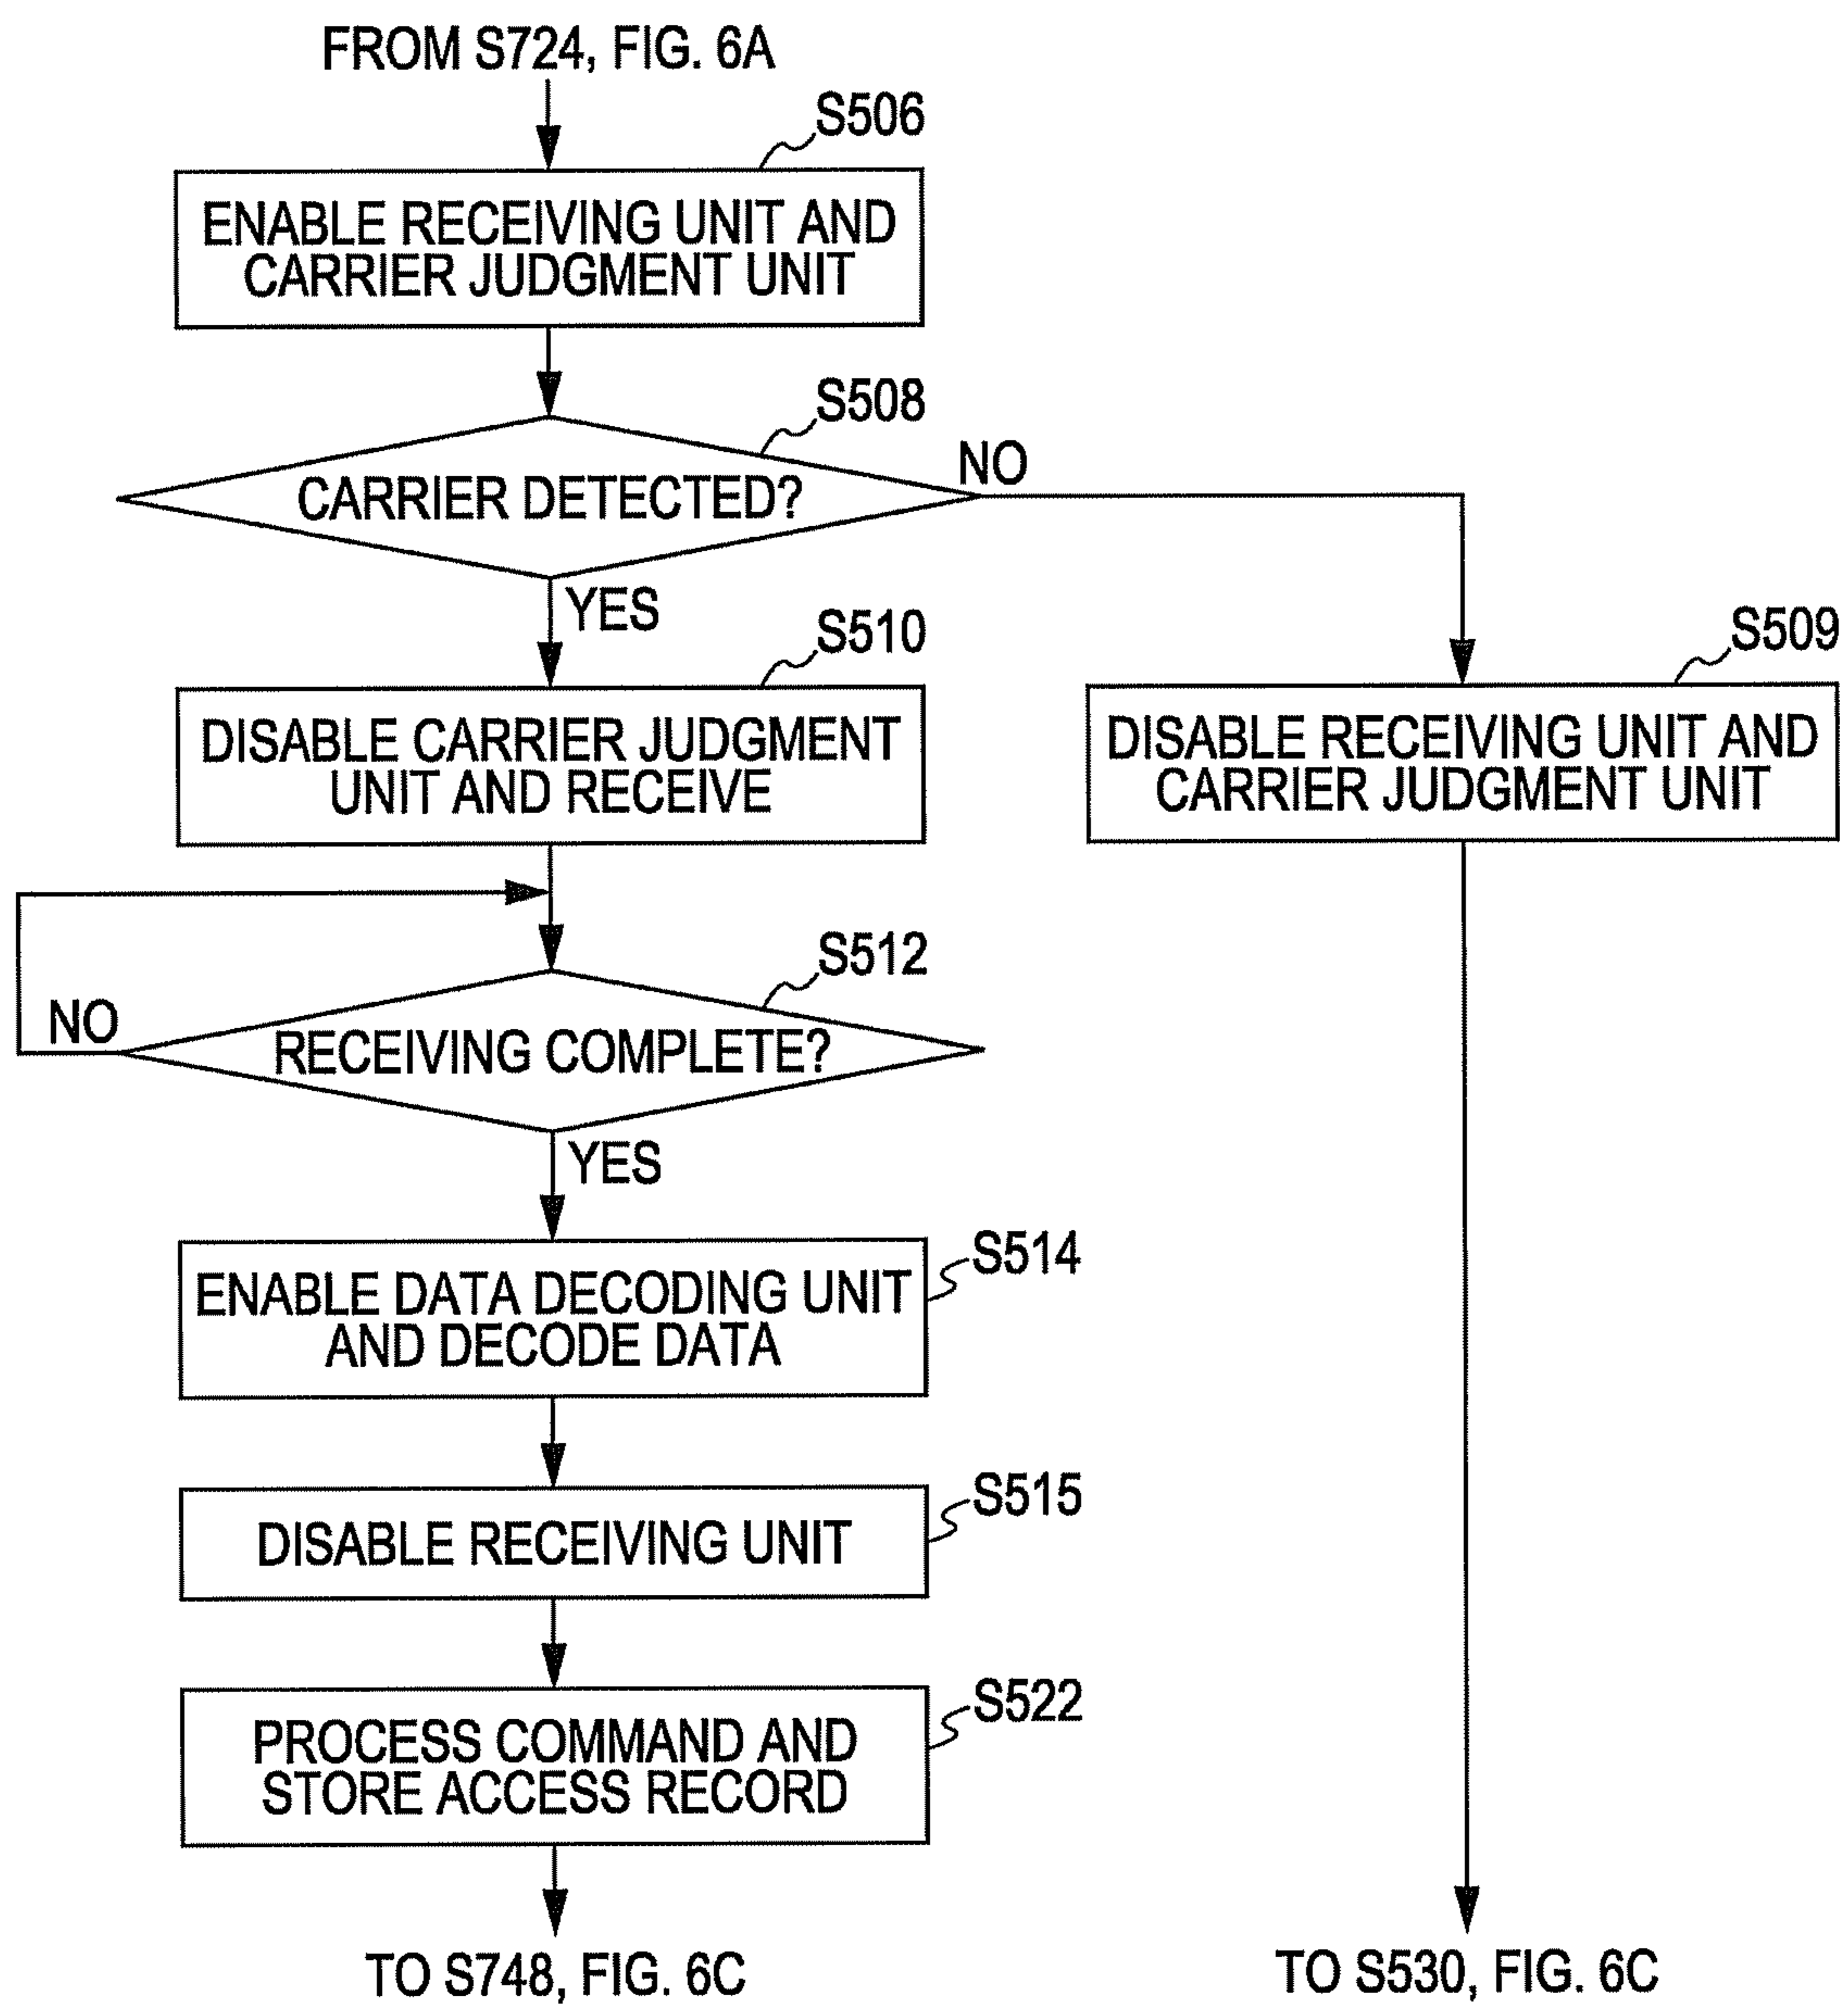 FROM S724, FIG. 6A
S506
ENABLE RECEIVING UNIT AND
CARRIER JUDGMENT UNIT
S508
CARRIER DETECTED?
NO
YES
S510
DISABLE CARRIER JUDGMENT
UNIT AND RECEIVE
S509
DISABLE RECEIVING UNIT AND
CARRIER JUDGMENT UNIT
S512
RECEIVING COMPLETE?
NO
YES
S514
ENABLE DATA DECODING UNIT
AND DECODE DATA
S515
DISABLE RECEIVING UNIT
S522
PROCESS COMMAND AND
STORE ACCESS RECORD
TO S748, FIG. 6C
TO S530, FIG. 6C